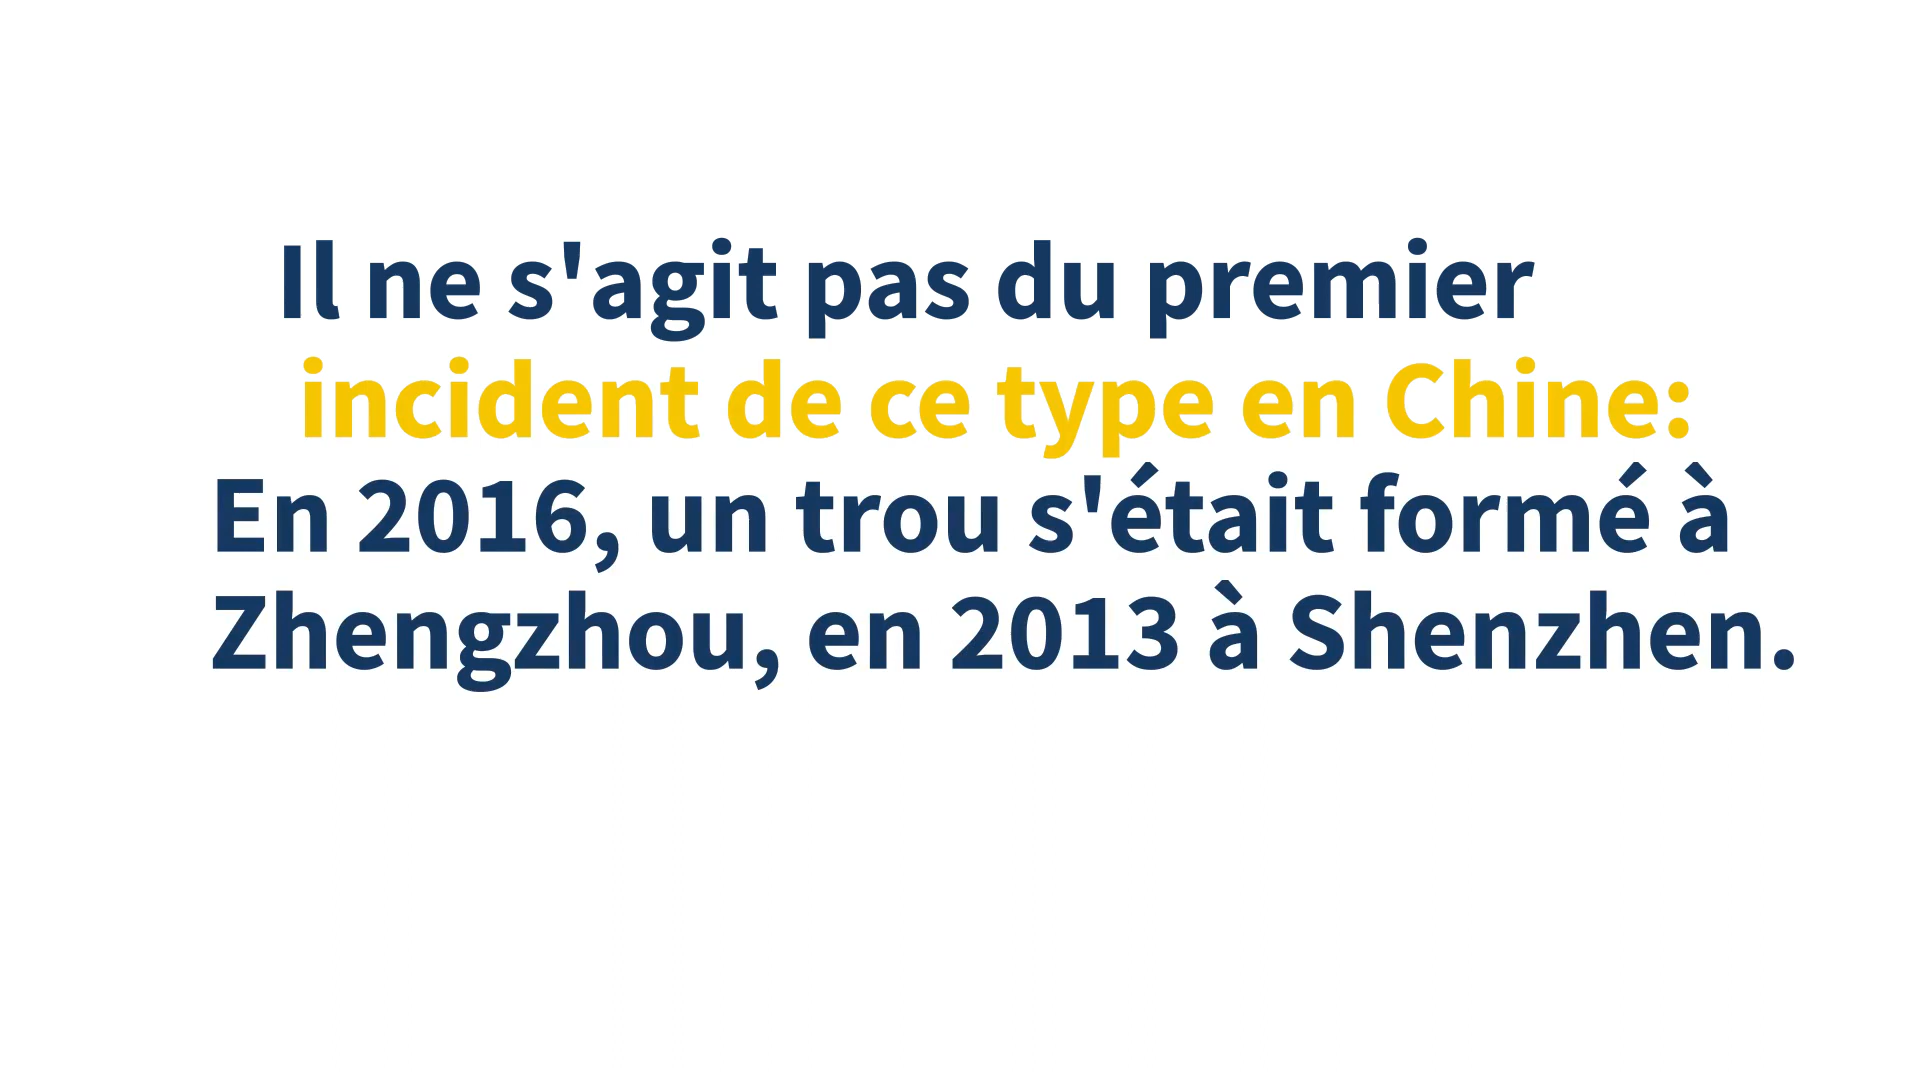 Il ne s'agit pas du premier
incident de ce type en Chine:
En 2016, un trou s'était formé à
Zhengzhou, en 2013 à Shenzhen.